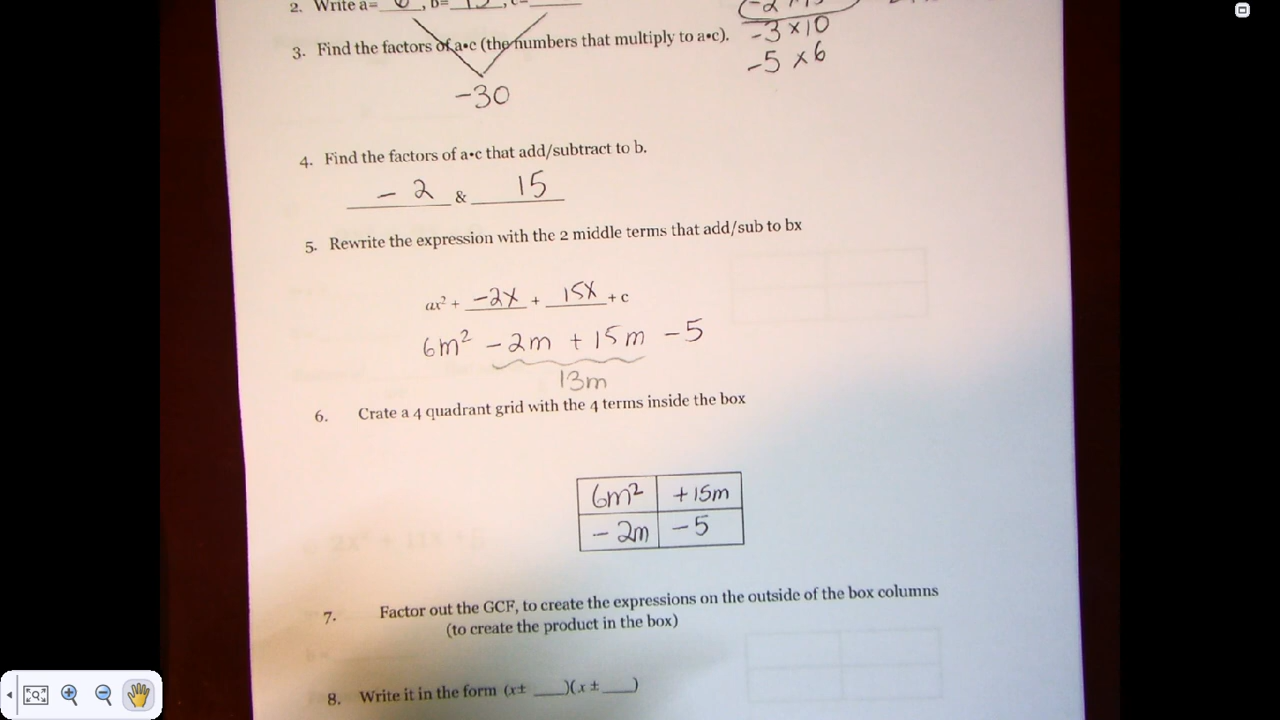 2. Write a= 6, b= 13, c=
-2 × 15
3. Find the factors of a•c (the numbers that multiply to a•c).
-3 × 10
-5 × 6
-30
4. Find the factors of a•c that add/subtract to b.
- 2 & 15
5. Rewrite the expression with the 2 middle terms that add/sub to bx
ax² + -2x + 15x + c
6m² - 2m + 15m - 5
13m
6. Crate a 4 quadrant grid with the 4 terms inside the box
6m² +15m
- 2m -5
7. Factor out the GCF, to create the expressions on the outside of the box columns
(to create the product in the box)
8. Write it in the form (x± ___)(x ± ___)